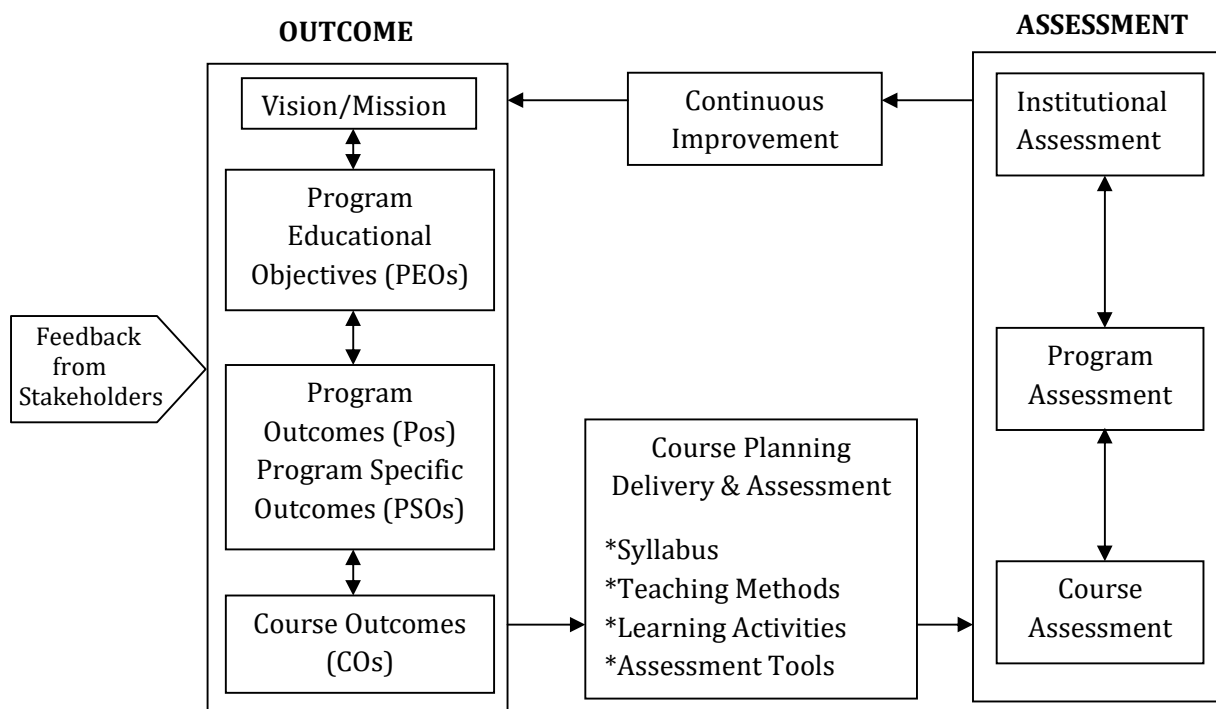 OUTCOME
Vision/Mission
Program
Educational
Objectives (PEOs)
Feedback
from
Stakeholders
Program
Outcomes (Pos)
Program Specific
Outcomes (PSOs)
Course Outcomes
(COs)
Continuous
Improvement
Course Planning
Delivery & Assessment
*Syllabus
*Teaching Methods
*Learning Activities
*Assessment Tools
ASSESSMENT
Institutional
Assessment
Program
Assessment
Course
Assessment